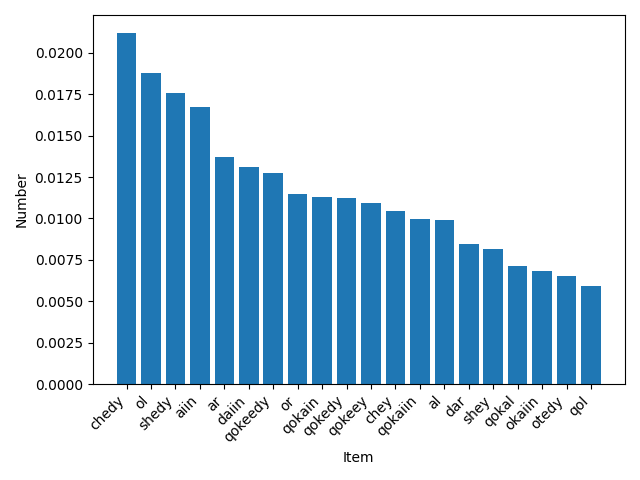 0.0200
0.0175
0.0150
0.0125
0.0100
0.0075
0.0050
0.0025
0.0000
Number
chedy
ol
shedy
aiin
ar
daiin
qokeedy
or
qokain
qokedy
qokeey
chey
qokaiin
al
dar
shey
qokal
okaiin
otedy
qol
Item